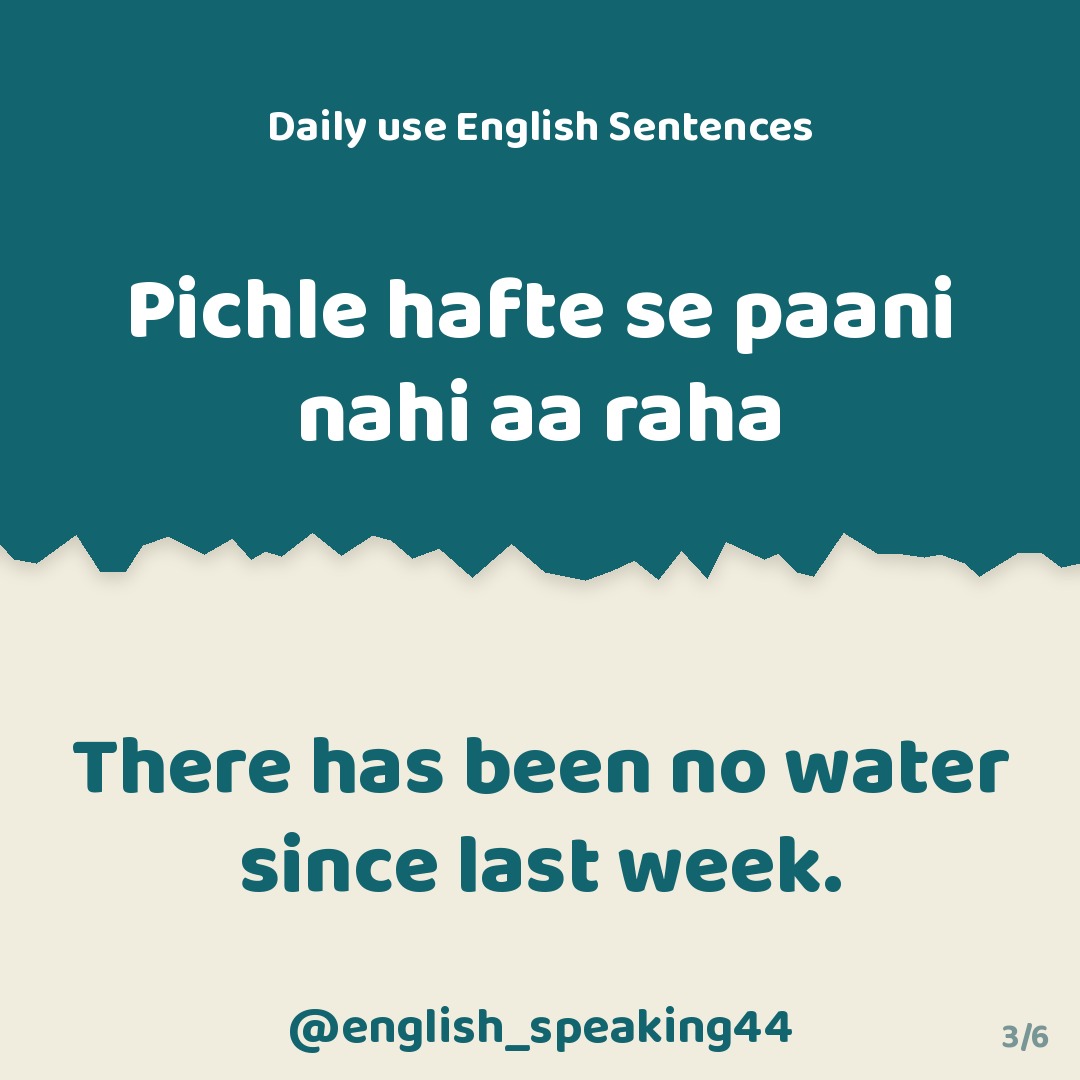 Daily use English Sentences
Pichle hafte se paani
nahi aa raha
There has been no water
since last week.
@english_speaking44
3/6